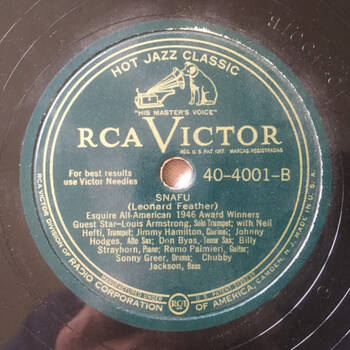 HOT JAZZ CLASSIC
"HIS MASTER'S VOICE"
RCA VICTOR
REG. U. S. PAT. OFF. MARCAS REGISTRADAS
For best results
use Victor Needles
40-4001-B
SNAFU
(Leonard Feather)
Esquire All-American 1946 Award Winners
Guest Star-Louis Armstrong, Solo Trumpet; with Neil
Hefti, Trumpet; Jimmy Hamilton, Clarinet; Johnny
Hodges, Alto Sax; Don Byas, Tenor Sax; Billy
Strayhorn, Piano; Remo Palmieri, Guitar;
Sonny Greer, Drums; Chubby
Jackson, Bass
RCA VICTOR DIVISION OF RADIO CORPORATION OF AMERICA, CAMDEN, N. J. MADE IN U. S. A.
RCA